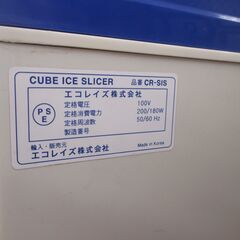 CUBE ICE SLICER 品番 CR-SIS
エコレイズ株式会社
P
S
E
定格電圧 100V
定格消費電力 200/180W
定格周波数 50/60 Hz
製造番号
輸入・販売元 Made in Korea
エコレイズ株式会社